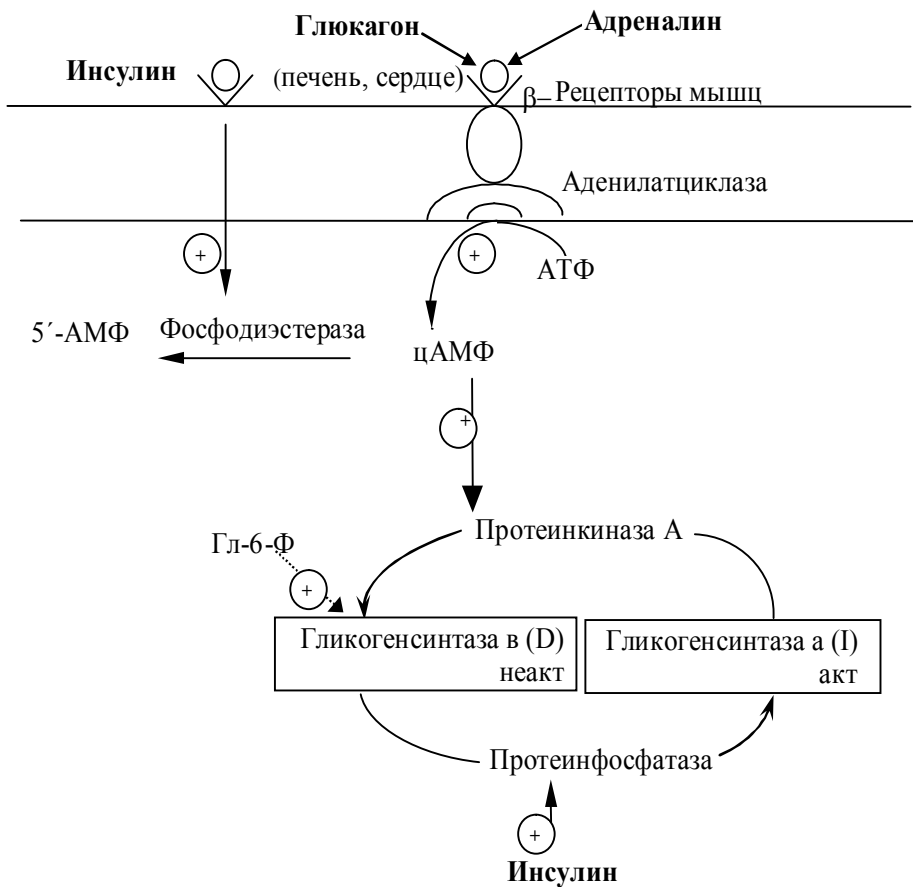 Глюкагон
Адреналин
Инсулин
(печень, сердце)
β–Рецепторы мышц
Аденилатциклаза
+
+
АТФ
5´-АМФ
Фосфодиэстераза
цАМФ
+
Протеинкиназа А
Гл-6-Ф
+
Гликогенсинтаза в (D)
неакт
Гликогенсинтаза а (I)
акт
Протеинфосфатаза
+
Инсулин